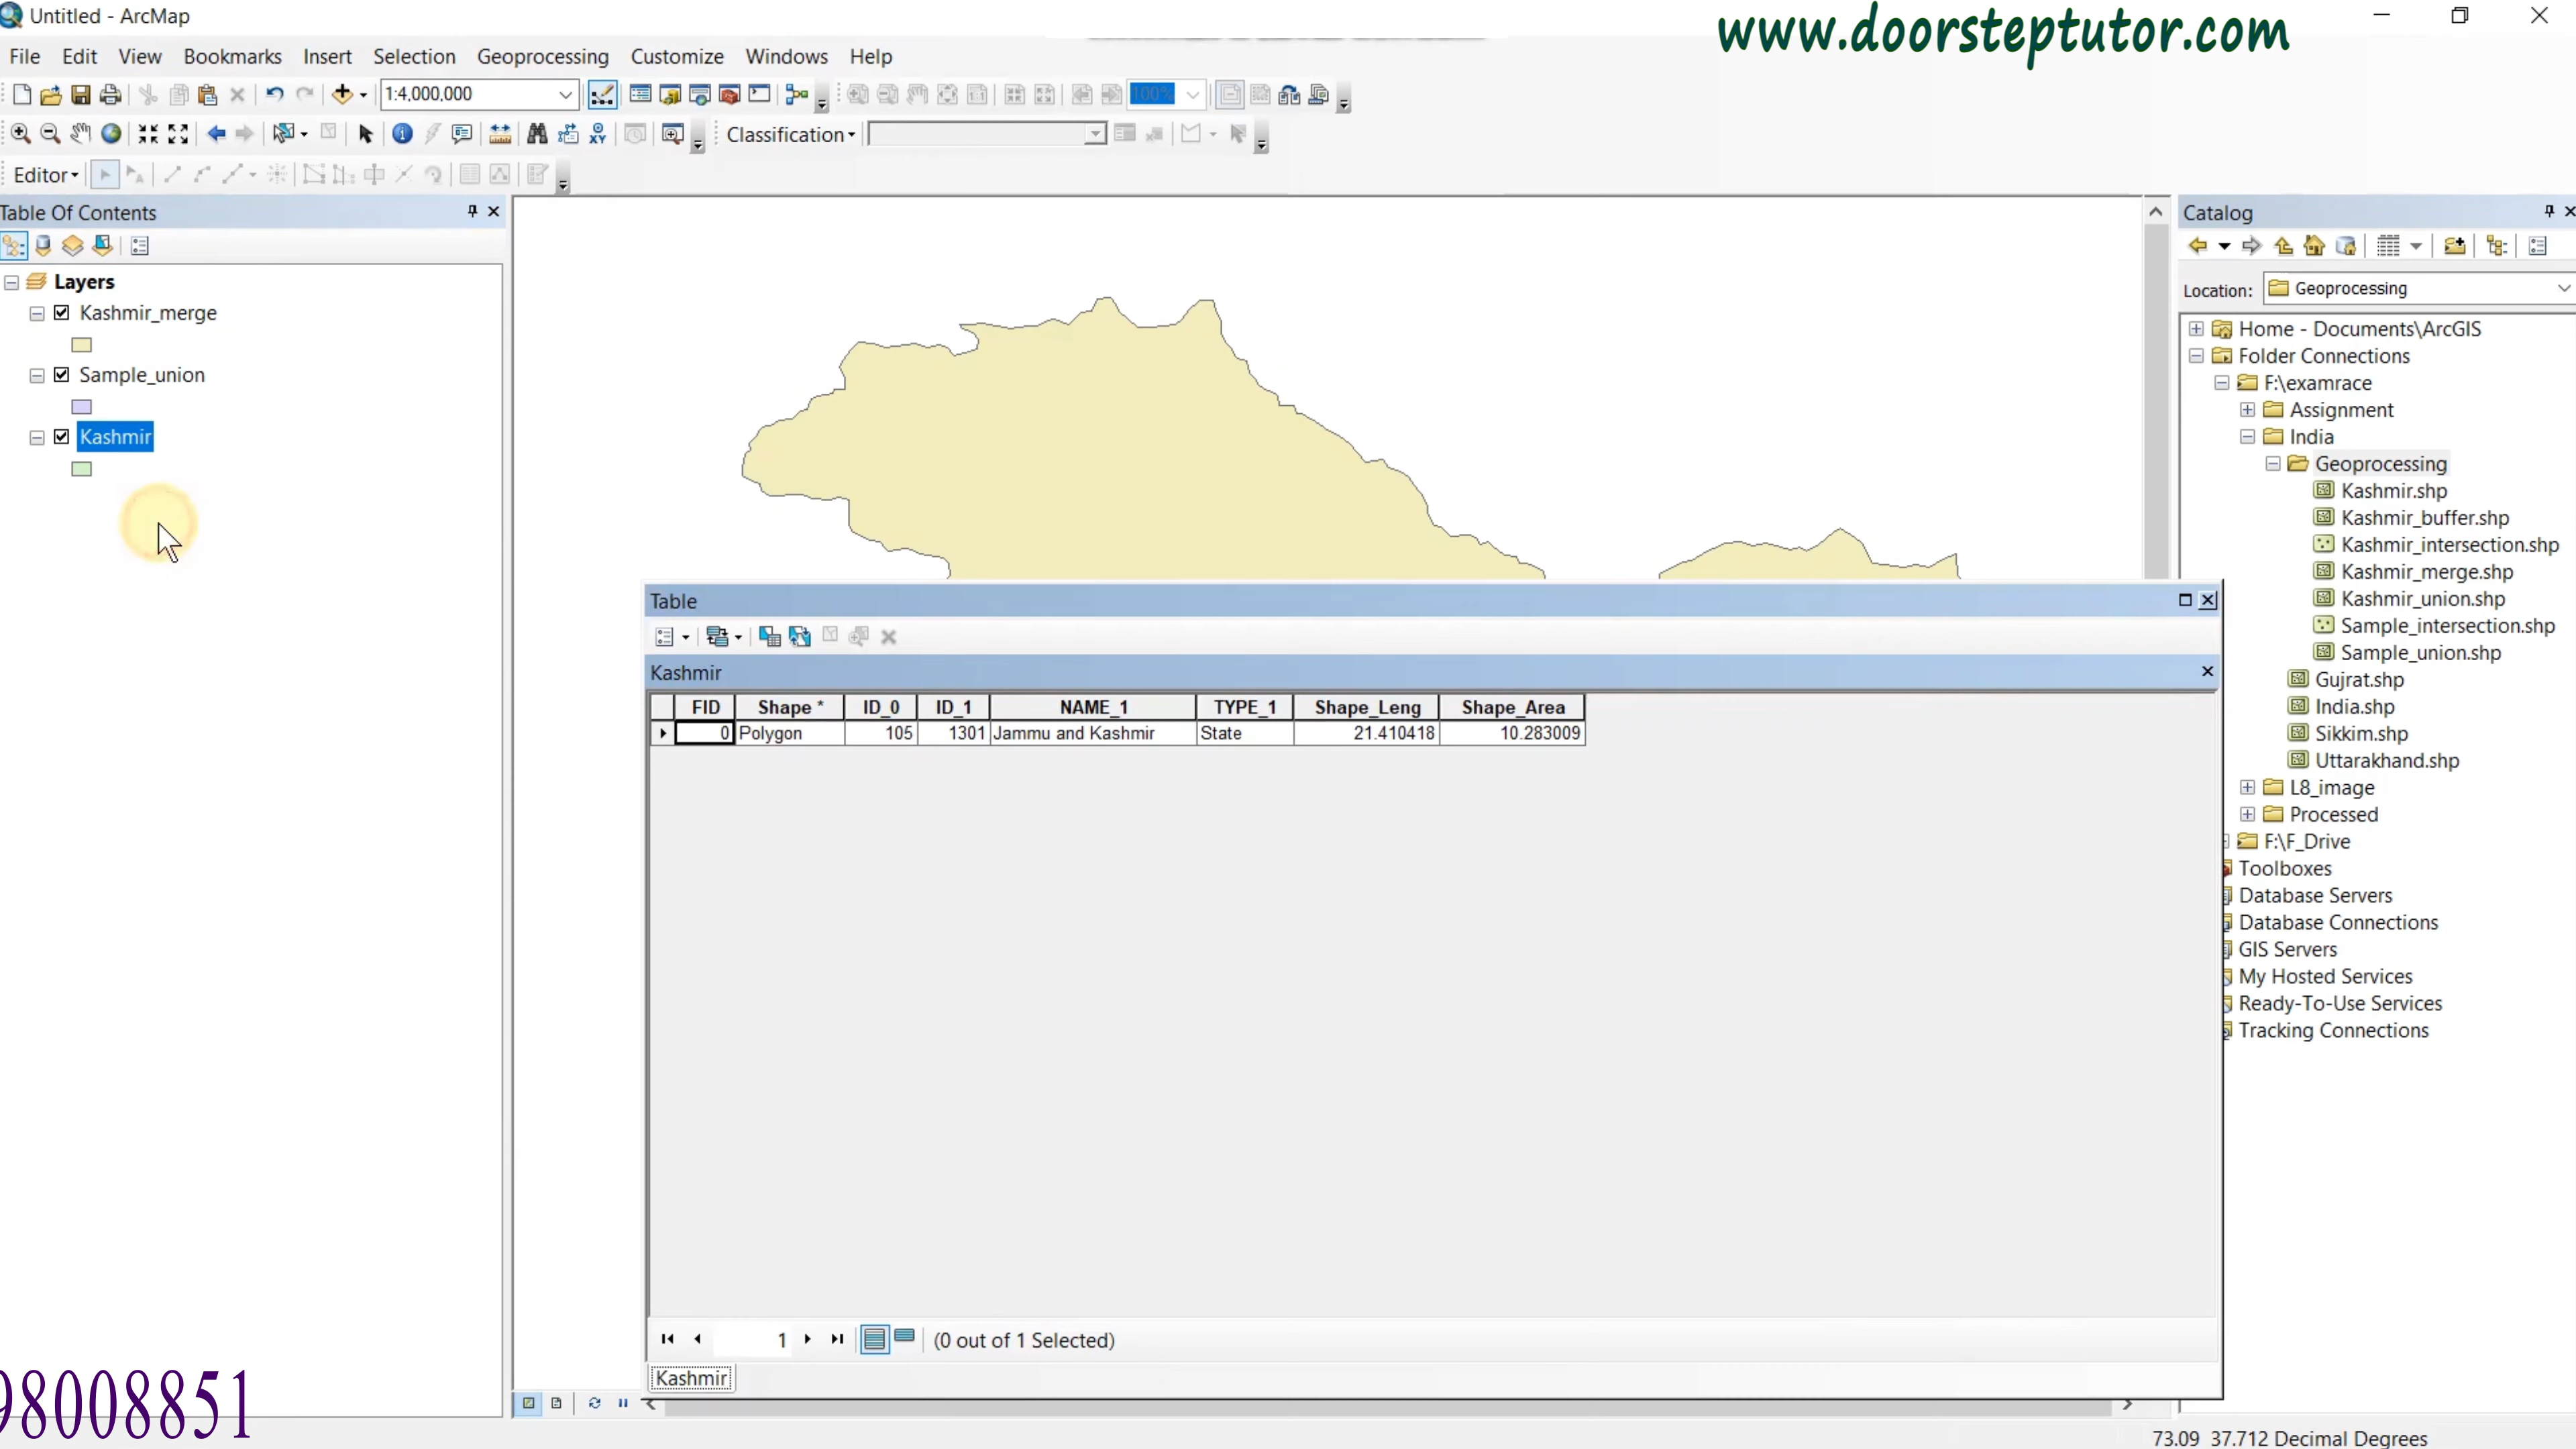 Untitled - ArcMap
www.doorsteptutor.com
File Edit View Bookmarks Insert Selection Geoprocessing Customize Windows Help
1:4,000,000 100%
Classification
Editor
Table Of Contents
Layers
Kashmir_merge
Sample_union
Kashmir
Table
Kashmir
FID Shape * ID_0 ID_1 NAME_1 TYPE_1 Shape_Leng Shape_Area
0 Polygon 105 1301 Jammu and Kashmir State 21.410418 10.283009
1 (0 out of 1 Selected)
Kashmir
Catalog
Location: Geoprocessing
Home - Documents\ArcGIS
Folder Connections
F:\examrace
Assignment
India
Geoprocessing
Kashmir.shp
Kashmir_buffer.shp
Kashmir_intersection.shp
Kashmir_merge.shp
Kashmir_union.shp
Sample_intersection.shp
Sample_union.shp
Gujrat.shp
India.shp
Sikkim.shp
Uttarakhand.shp
L8_image
Processed
F:\F_Drive
Toolboxes
Database Servers
Database Connections
GIS Servers
My Hosted Services
Ready-To-Use Services
Tracking Connections
98008851
73.09 37.712 Decimal Degrees